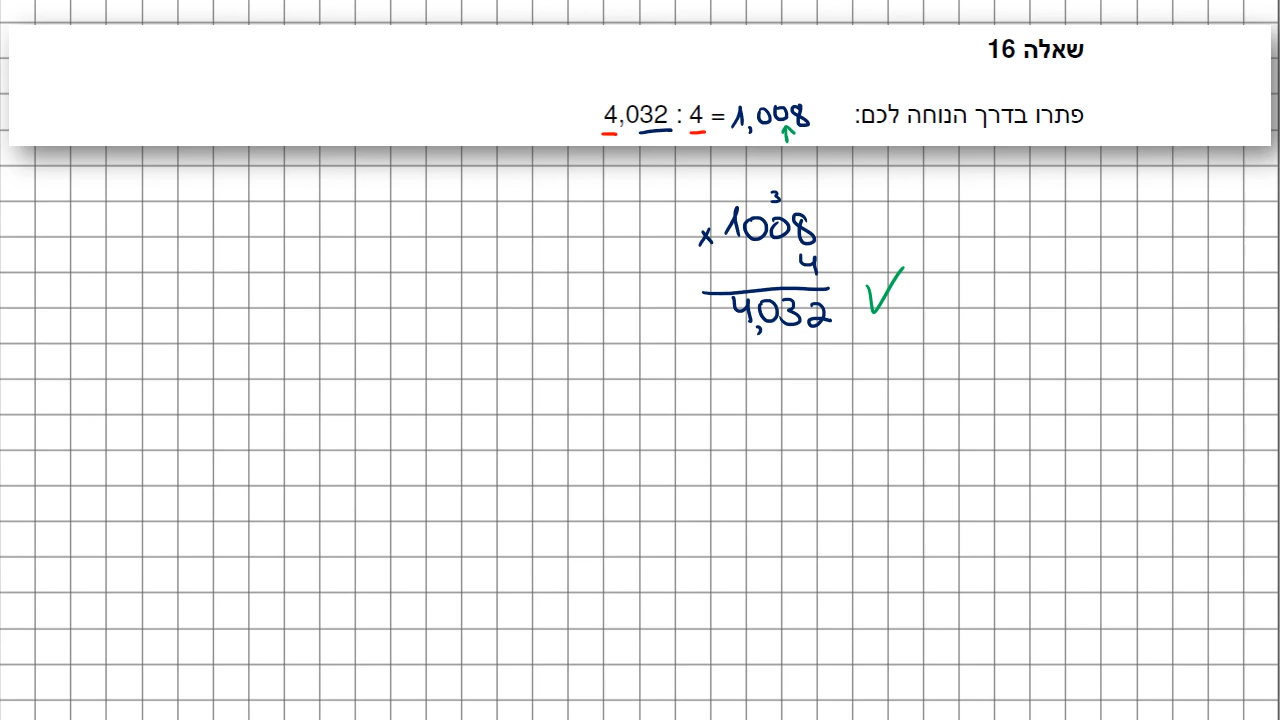 שאלה 16
פתרו בדרך הנוחה לכם: 4,032 : 4 = 1,008
3
x 1008
4
4,032